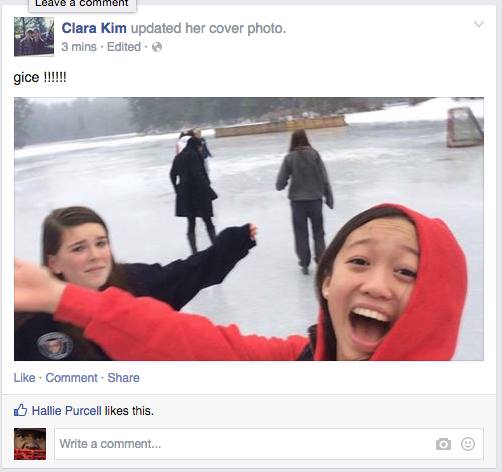 Leave a comment
Clara Kim updated her cover photo.
3 mins · Edited ·
gice !!!!!!
Like · Comment · Share
Hallie Purcell likes this.
Write a comment...